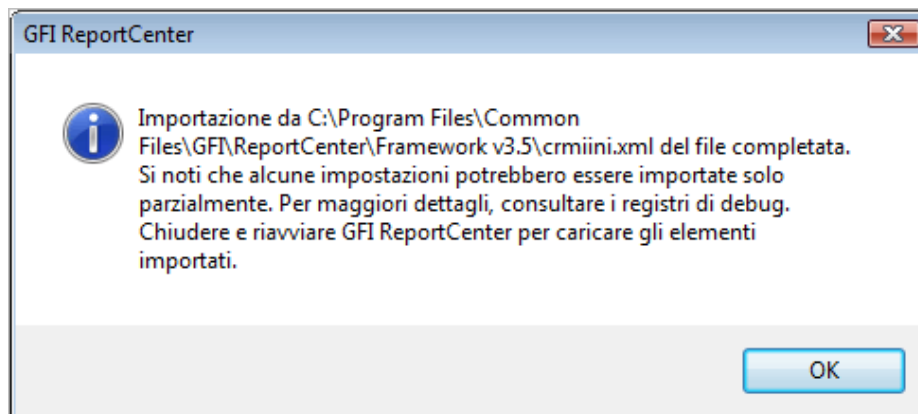 GFI ReportCenter
Importazione da C:\Program Files\Common
Files\GFI\ReportCenter\Framework v3.5\crmiini.xml del file completata.
Si noti che alcune impostazioni potrebbero essere importate solo
parzialmente. Per maggiori dettagli, consultare i registri di debug.
Chiudere e riavviare GFI ReportCenter per caricare gli elementi
importati.
OK